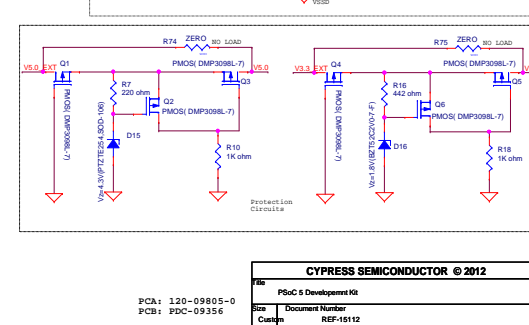 VSSD
R74 ZERO NO LOAD
V5.0_EXT Q1 PMOS( DMP3098L-7) V5.0
Q3
PMOS( DMP3098L-7)
R7
220 ohm
Q2
PMOS( DMP3098L-7)
D15
Vz=4.3V(PTZTE254.SOD-106)
R10
1K ohm
R75 ZERO NO LOAD
V3.3_EXT Q4 PMOS( DMP3098L-7)
Q5
PMOS( DMP3098L-7)
R16
442 ohm
Q6
PMOS( DMP3098L-7)
D16
Vz=1.8V(BZT52C2V0-7-F)
R18
1K ohm
Protection
Circuits
CYPRESS SEMICONDUCTOR © 2012
Title
PSoC 5 Developemnt Kit
PCA: 120-09805-0
PCB: PDC-09356
Size Document Number
Custom REF-15112